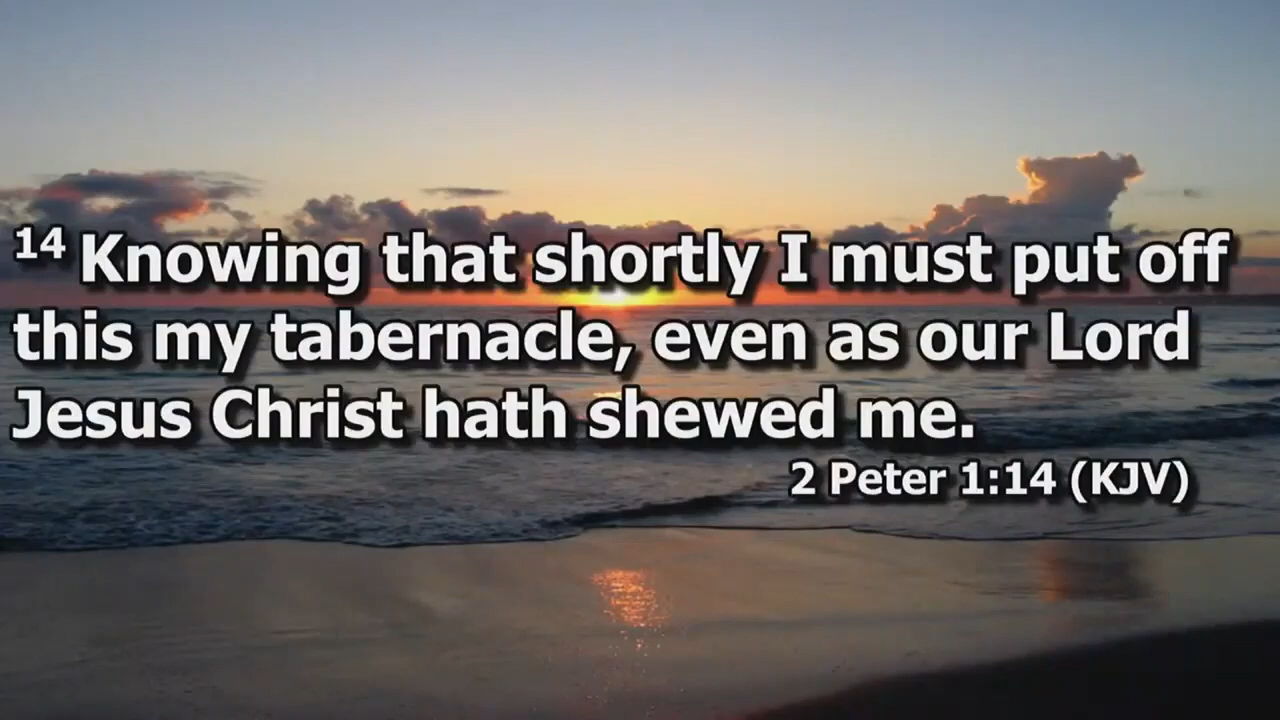 14 Knowing that shortly I must put off
this my tabernacle, even as our Lord
Jesus Christ hath shewed me.
2 Peter 1:14 (KJV)